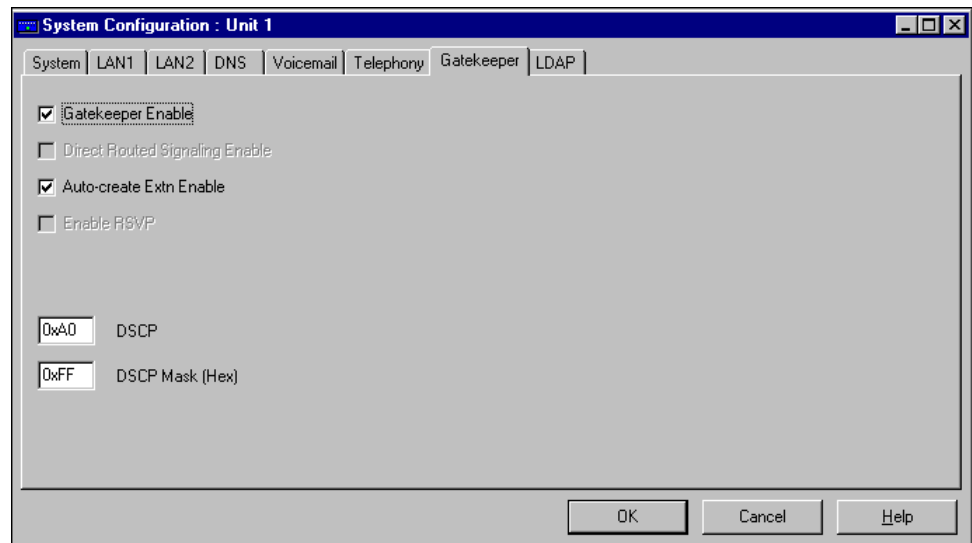 System Configuration : Unit 1
System LAN1 LAN2 DNS Voicemail Telephony Gatekeeper LDAP
Gatekeeper Enable
Direct Routed Signaling Enable
Auto-create Extn Enable
Enable RSVP
0xA0 DSCP
0xFF DSCP Mask (Hex)
OK Cancel Help